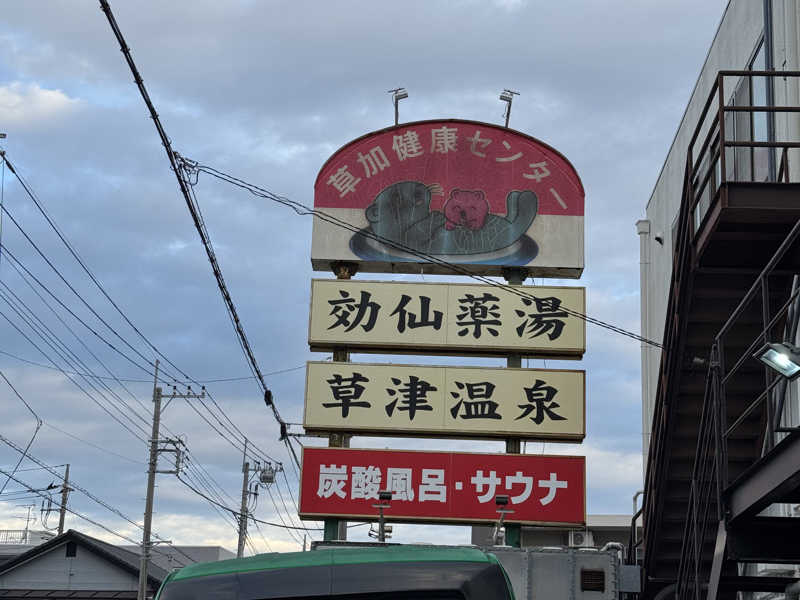 草加健康センター
効仙薬湯
草津温泉
炭酸風呂・サウナ